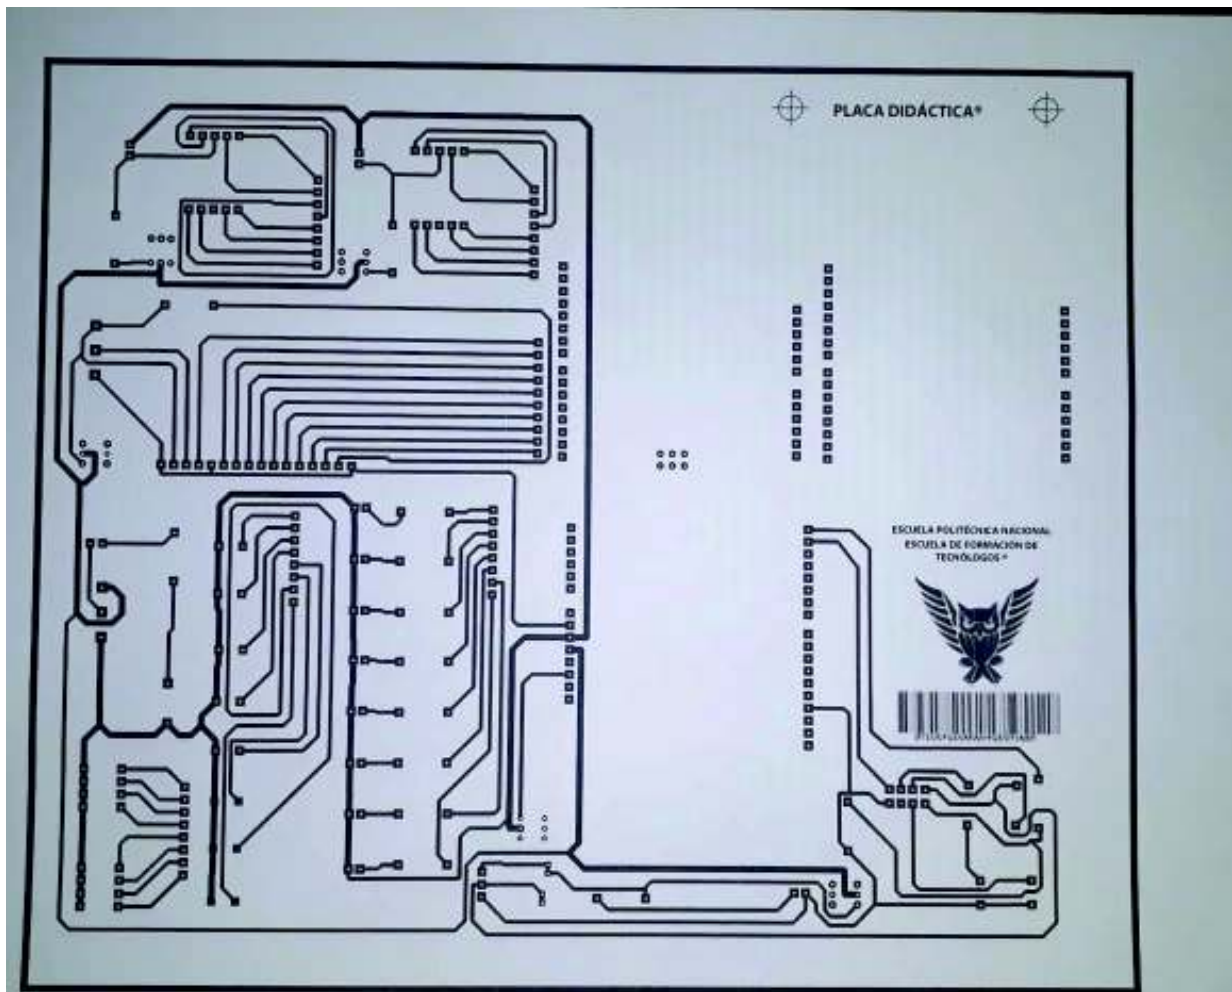 PLACA DIDÁCTICA®
ESCUELA POLITÉCNICA NACIONAL
ESCUELA DE FORMACIÓN DE
TECNÓLOGOS ®